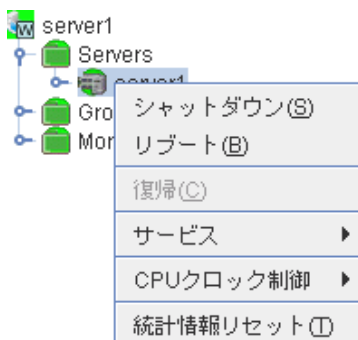 server1
Servers
server1
Gro
Mor
シャットダウン(S)
リブート(B)
復帰(C)
サービス
CPUクロック制御
統計情報リセット(T)